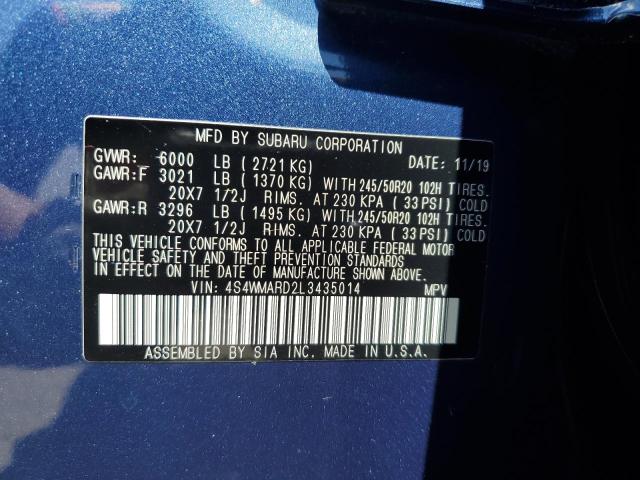 MFD BY SUBARU CORPORATION
GVWR: 6000 LB ( 2721 KG) DATE: 11/19
GAWR:F 3021 LB ( 1370 KG) WITH 245/50R20 102H TIRES.
20X7 1/2J RIMS. AT 230 KPA ( 33 PSI) COLD
GAWR:R 3296 LB ( 1495 KG) WITH 245/50R20 102H TIRES.
20X7 1/2J RIMS. AT 230 KPA ( 33 PSI) COLD
THIS VEHICLE CONFORMS TO ALL APPLICABLE FEDERAL MOTOR
VEHICLE SAFETY AND THEFT PREVENTION STANDARDS
IN EFFECT ON THE DATE OF MANUFACTURE SHOWN ABOVE.
VIN: 4S4WMARD2L3435014 MPV
ASSEMBLED BY SIA INC. MADE IN U.S.A.